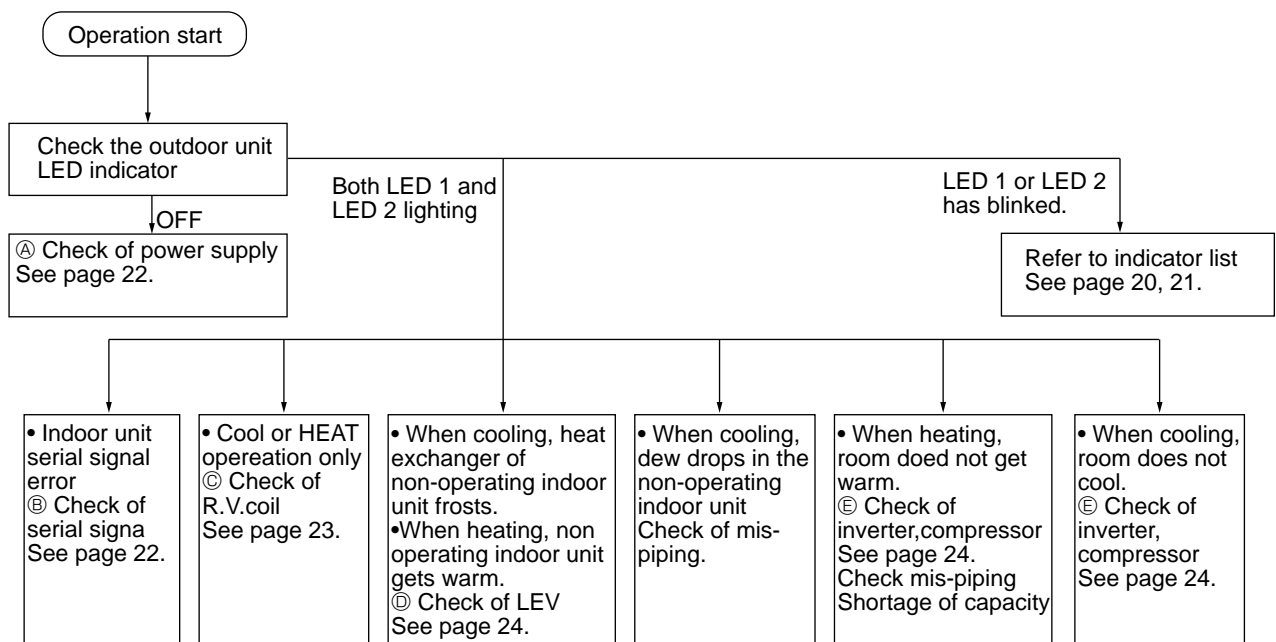 Operation start
Check the outdoor unit
LED indicator
Both LED 1 and
LED 2 lighting
LED 1 or LED 2
has blinked.
OFF
Ⓐ Check of power supply
See page 22.
Refer to indicator list
See page 20, 21.
• Indoor unit
serial signal
error
Ⓑ Check of
serial signa
See page 22.
• Cool or HEAT
opereation only
Ⓒ Check of
R.V.coil
See page 23.
• When cooling, heat
exchanger of
non-operating indoor
unit frosts.
•When heating, non
operating indoor unit
gets warm.
Ⓓ Check of LEV
See page 24.
• When cooling,
dew drops in the
non-operating
indoor unit
Check of mis-
piping.
• When heating,
room doed not get
warm.
Ⓔ Check of
inverter,compressor
See page 24.
Check mis-piping
Shortage of capacity
• When cooling,
room does not
cool.
Ⓔ Check of
inverter,
compressor
See page 24.